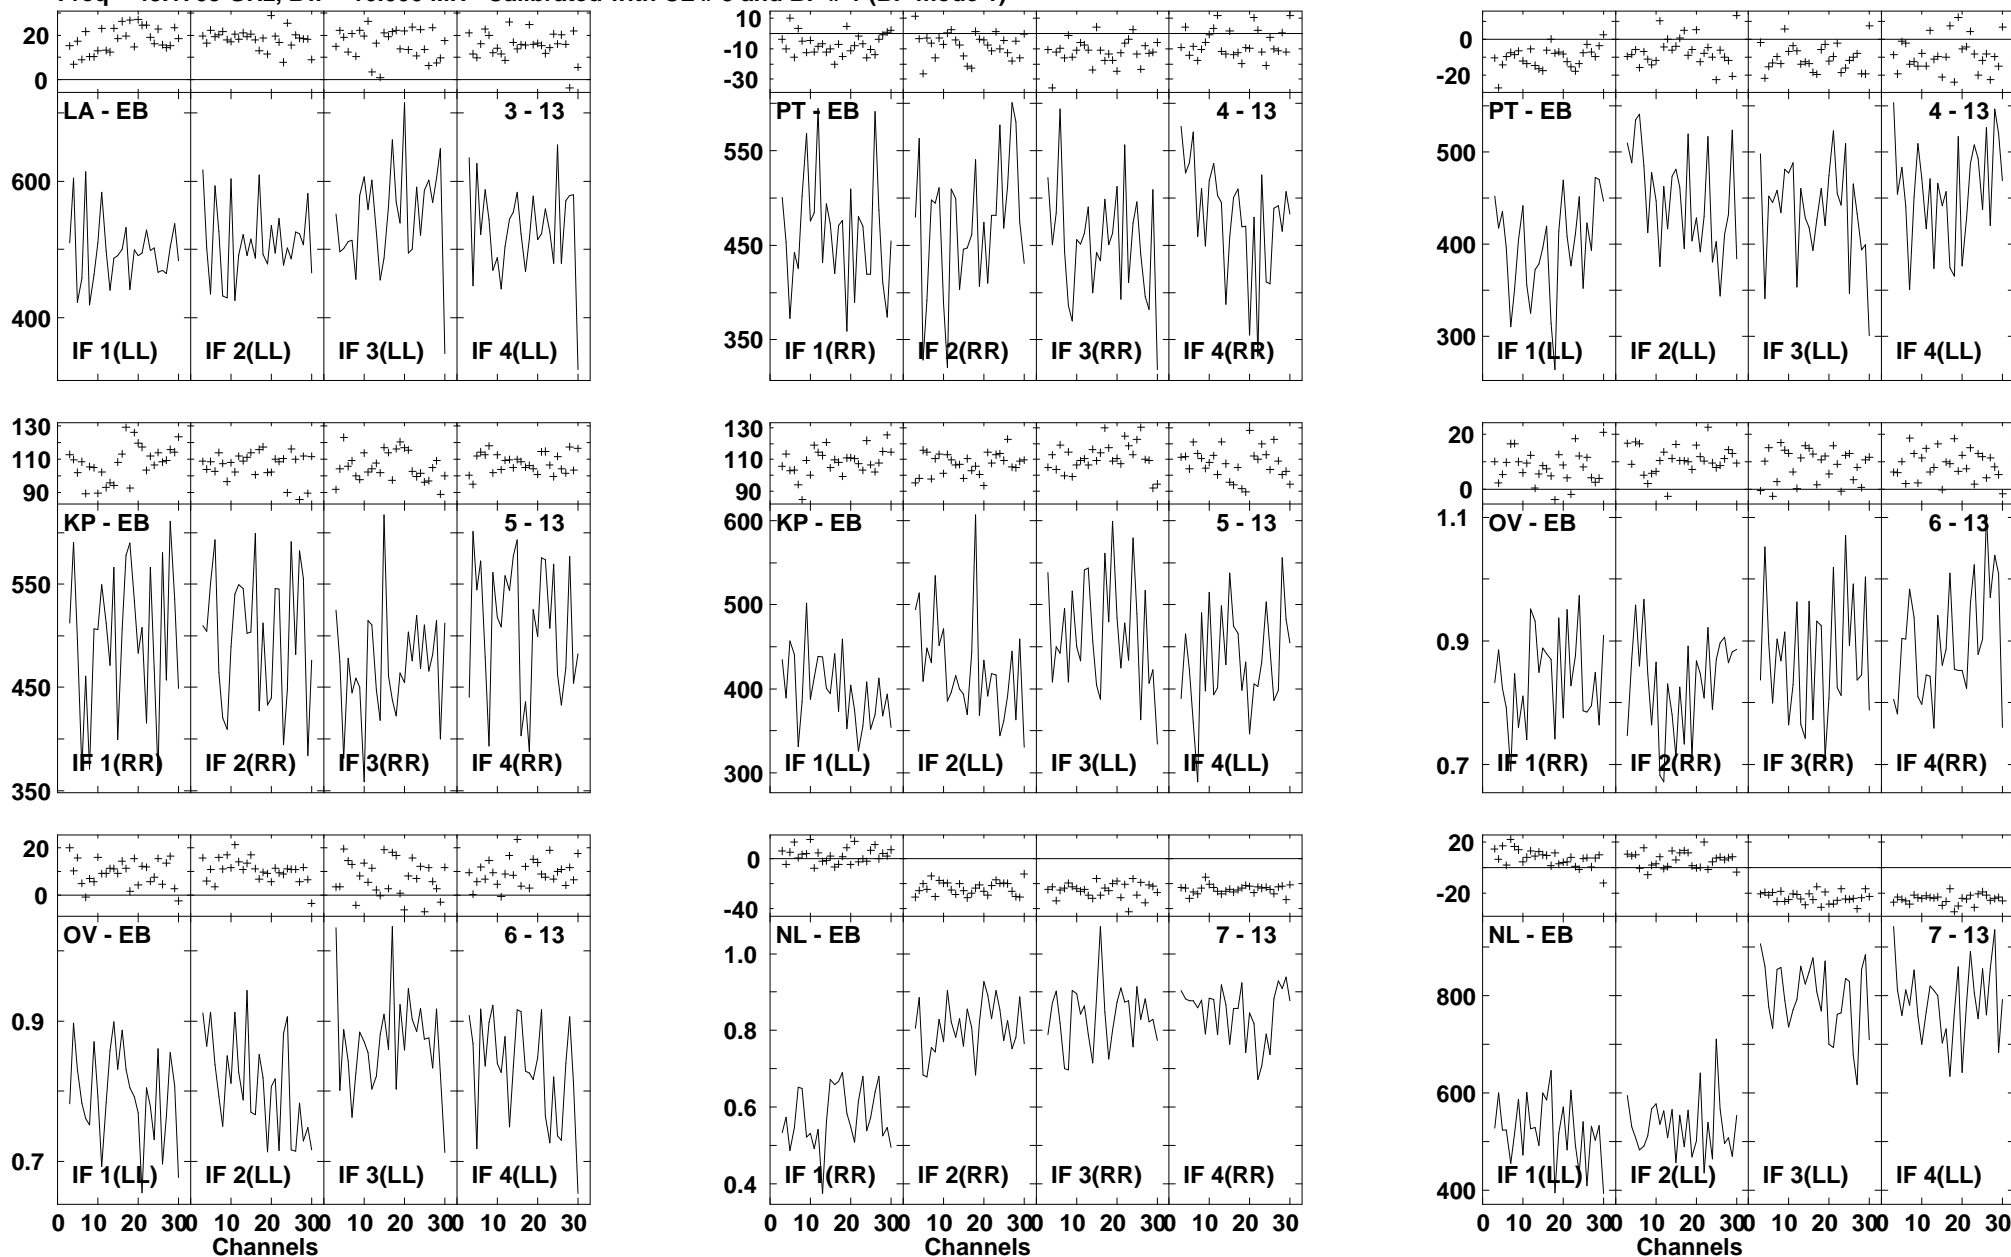 20 10 0
0 -10 -20
-30
LA - EB 3 - 13 PT - EB 4 - 13 PT - EB 4 - 13
600 550 500
450 400
400 350 300
IF 1(LL) IF 2(LL) IF 3(LL) IF 4(LL) IF 1(RR) IF 2(RR) IF 3(RR) IF 4(RR) IF 1(LL) IF 2(LL) IF 3(LL) IF 4(LL)
130 130 20
110 110
90 90 0
KP - EB 5 - 13 KP - EB 5 - 13 OV - EB 6 - 13
550 600 1.1
450 500 0.9
350 400 0.7
300
IF 1(RR) IF 2(RR) IF 3(RR) IF 4(RR) IF 1(LL) IF 2(LL) IF 3(LL) IF 4(LL) IF 1(RR) IF 2(RR) IF 3(RR) IF 4(RR)
20 0 20
0 -40 -20
OV - EB 6 - 13 NL - EB 7 - 13 NL - EB 7 - 13
0.9 1.0 800
0.7 0.8 600
0.6 400
0.4
IF 1(LL) IF 2(LL) IF 3(LL) IF 4(LL) IF 1(RR) IF 2(RR) IF 3(RR) IF 4(RR) IF 1(LL) IF 2(LL) IF 3(LL) IF 4(LL)
0 10 20 30 0 10 20 30 0 10 20 30 0 10 20 30 0 10 20 30 0 10 20 30 0 10 20 30 0 10 20 30 0 10 20 30 0 10 20 30 0 10 20 30 0 10 20 30
Channels Channels Channels